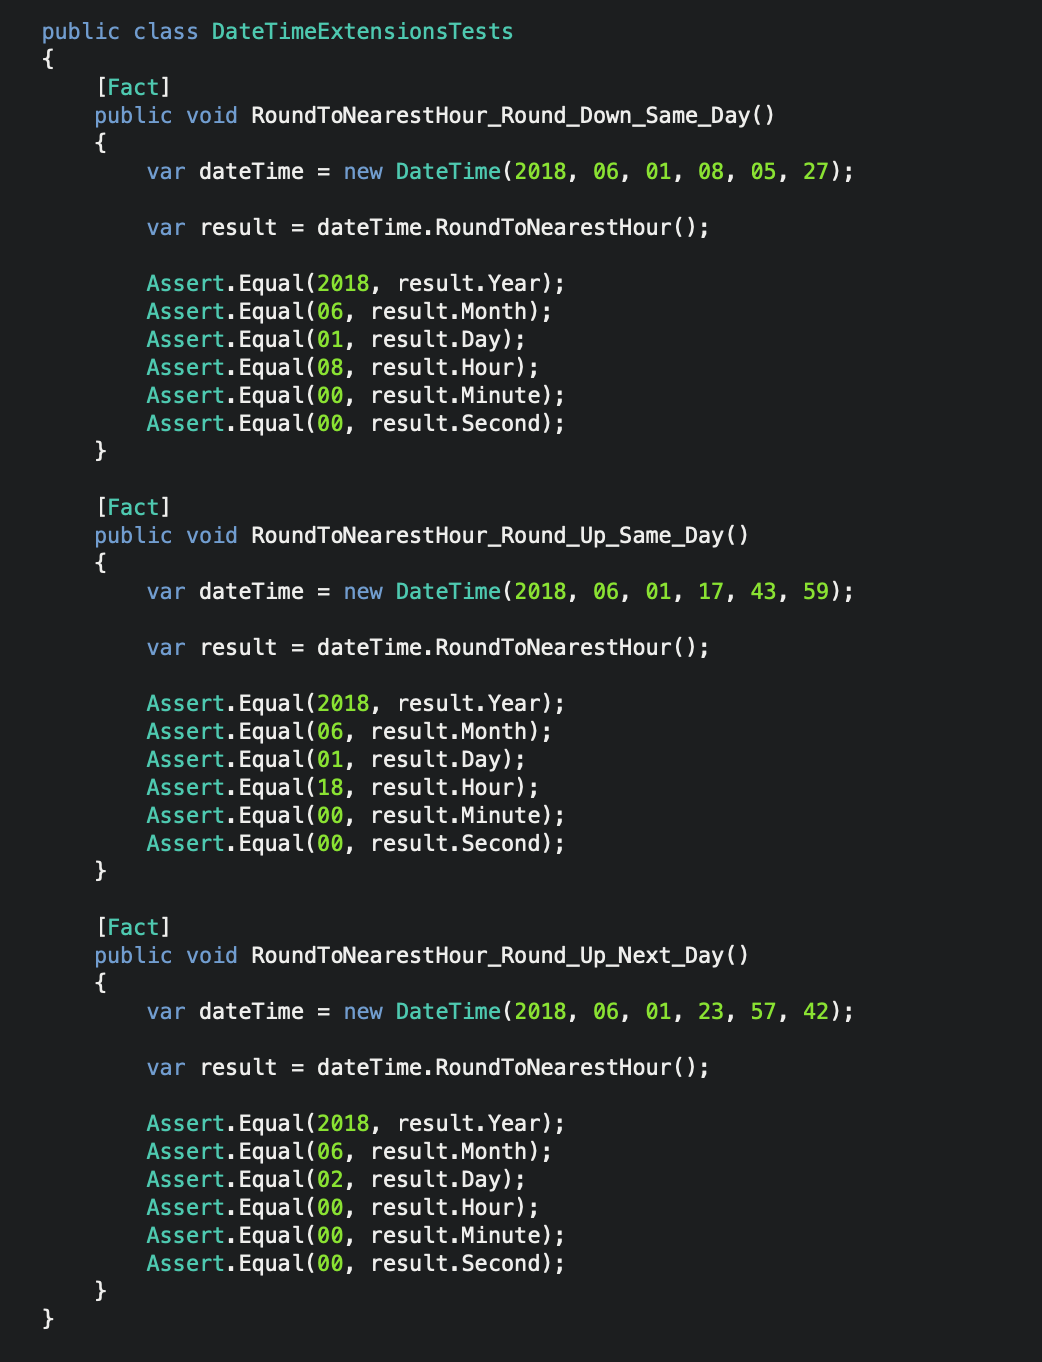 public class DateTimeExtensionsTests
{
    [Fact]
    public void RoundToNearestHour_Round_Down_Same_Day()
    {
        var dateTime = new DateTime(2018, 06, 01, 08, 05, 27);

        var result = dateTime.RoundToNearestHour();

        Assert.Equal(2018, result.Year);
        Assert.Equal(06, result.Month);
        Assert.Equal(01, result.Day);
        Assert.Equal(08, result.Hour);
        Assert.Equal(00, result.Minute);
        Assert.Equal(00, result.Second);
    }

    [Fact]
    public void RoundToNearestHour_Round_Up_Same_Day()
    {
        var dateTime = new DateTime(2018, 06, 01, 17, 43, 59);

        var result = dateTime.RoundToNearestHour();

        Assert.Equal(2018, result.Year);
        Assert.Equal(06, result.Month);
        Assert.Equal(01, result.Day);
        Assert.Equal(18, result.Hour);
        Assert.Equal(00, result.Minute);
        Assert.Equal(00, result.Second);
    }

    [Fact]
    public void RoundToNearestHour_Round_Up_Next_Day()
    {
        var dateTime = new DateTime(2018, 06, 01, 23, 57, 42);

        var result = dateTime.RoundToNearestHour();

        Assert.Equal(2018, result.Year);
        Assert.Equal(06, result.Month);
        Assert.Equal(02, result.Day);
        Assert.Equal(00, result.Hour);
        Assert.Equal(00, result.Minute);
        Assert.Equal(00, result.Second);
    }
}